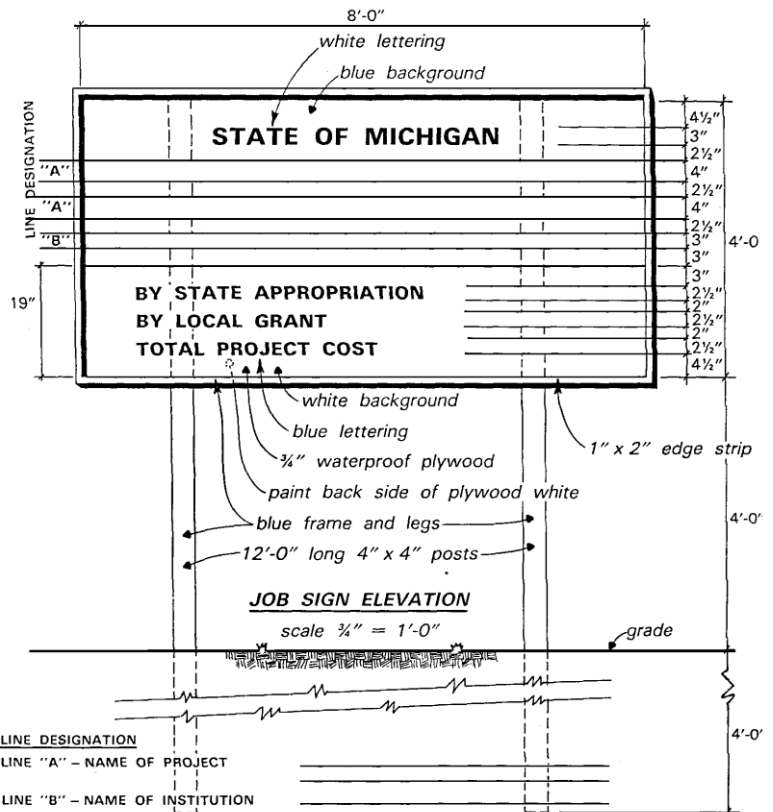 8'-0"
white lettering
blue background
LINE DESIGNATION
STATE OF MICHIGAN
4½"
3"
2½"
"A"
4"
2½"
"A"
4"
2½"
"B"
3"
3"
4'-0
3"
19"
BY STATE APPROPRIATION
2½"
2"
BY LOCAL GRANT
2½"
2"
TOTAL PROJECT COST
2½"
4½"
white background
blue lettering
1" x 2" edge strip
¾" waterproof plywood
paint back side of plywood white
blue frame and legs
4'-0"
12'-0" long 4" x 4" posts
JOB SIGN ELEVATION
scale ¾" = 1'-0"
grade
4'-0"
LINE DESIGNATION
LINE "A" – NAME OF PROJECT
LINE "B" – NAME OF INSTITUTION